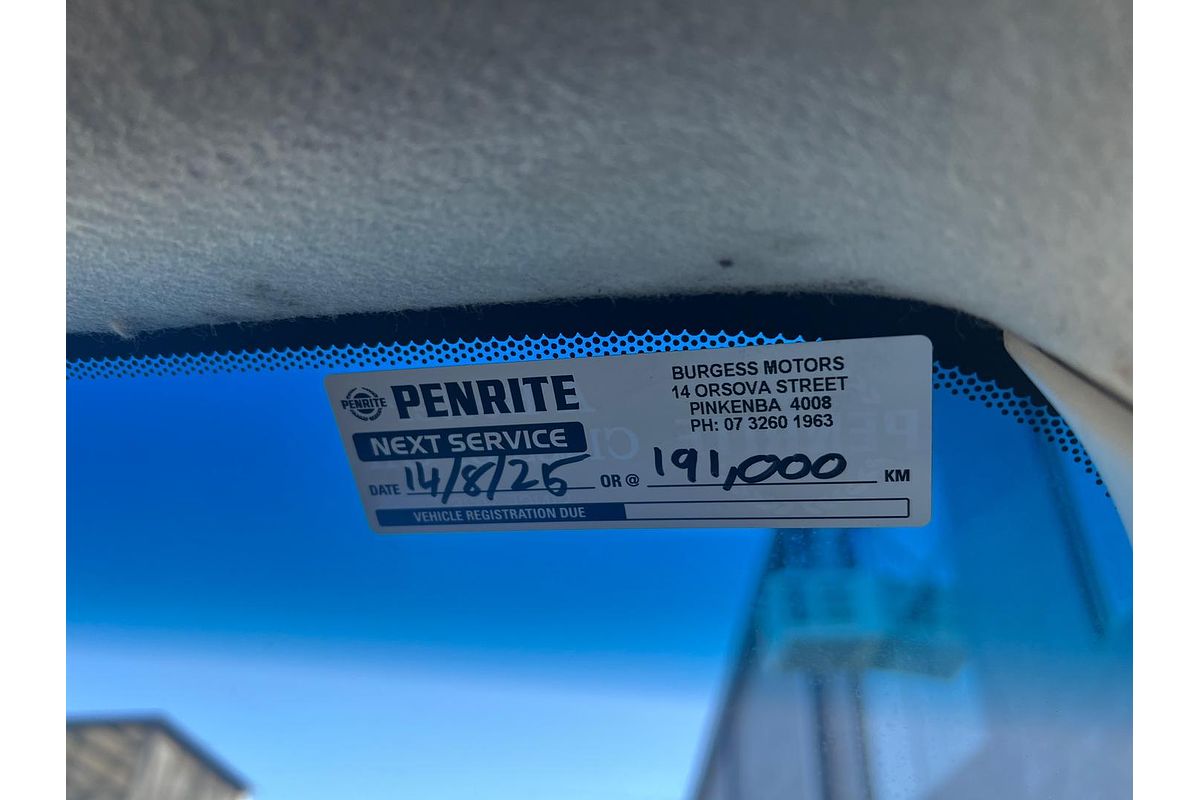 PENRITE
PENRITE
BURGESS MOTORS
14 ORSOVA STREET
PINKENBA 4008
PH: 07 3260 1963
NEXT SERVICE
DATE 14/8/25 OR @ 191,000 KM
VEHICLE REGISTRATION DUE